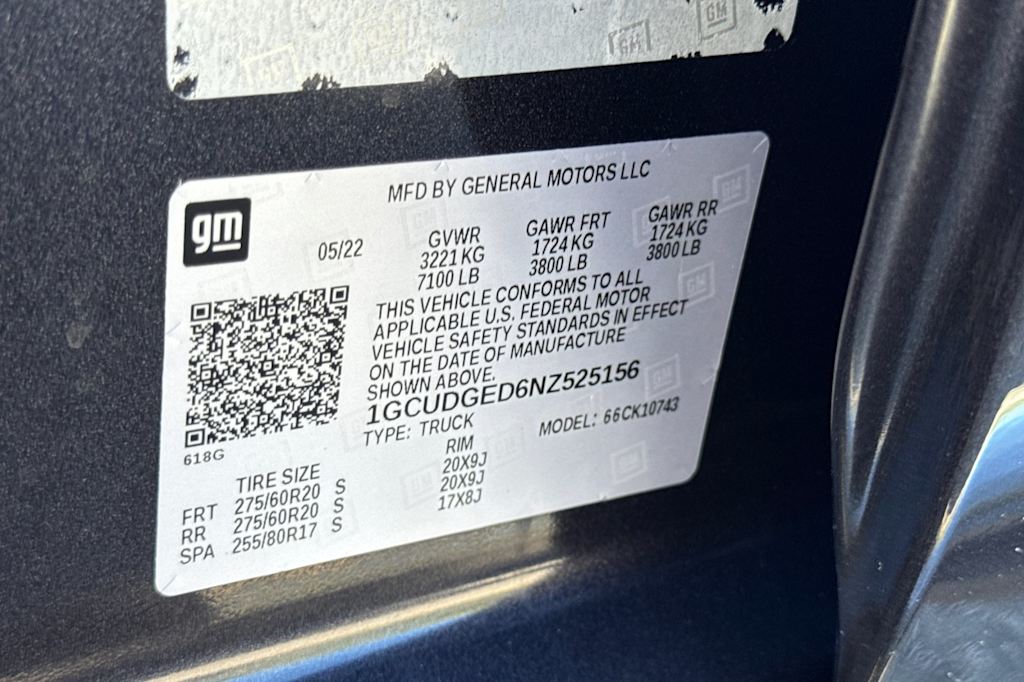 MFD BY GENERAL MOTORS LLC
gm
05/22
GVWR
3221 KG
7100 LB
GAWR FRT
1724 KG
3800 LB
GAWR RR
1724 KG
3800 LB
THIS VEHICLE CONFORMS TO ALL
APPLICABLE U.S. FEDERAL MOTOR
VEHICLE SAFETY STANDARDS IN EFFECT
ON THE DATE OF MANUFACTURE
SHOWN ABOVE.
1GCUDGED6NZ525156
TYPE: TRUCK
MODEL: 66CK10743
618G
TIRE SIZE
RIM
FRT 275/60R20 S 20X9J
RR 275/60R20 S 20X9J
SPA 255/80R17 S 17X8J